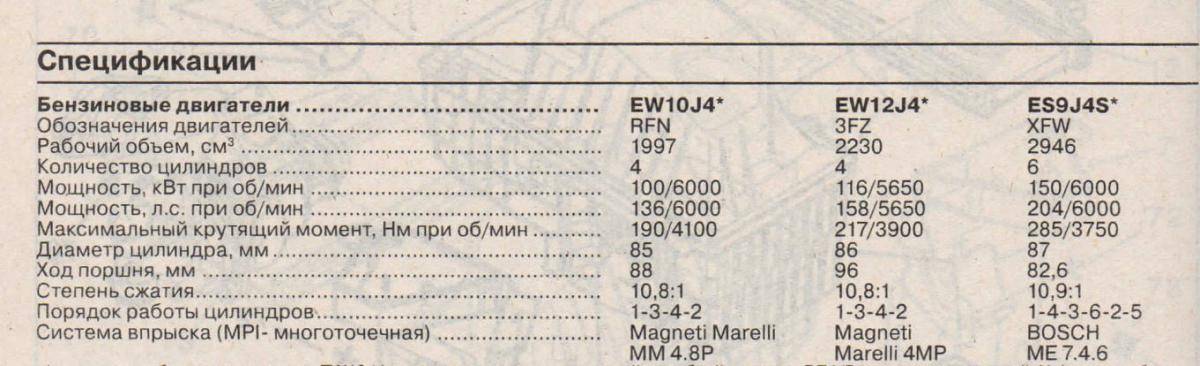 Спецификации
Бензиновые двигатели ........................................ EW10J4* EW12J4* ES9J4S*
Обозначения двигателей........................................ RFN 3FZ XFW
Рабочий объем, см³ ........................................ 1997 2230 2946
Количество цилиндров ........................................ 4 4 6
Мощность, кВт при об/мин ........................................ 100/6000 116/5650 150/6000
Мощность, л.с. при об/мин ........................................ 136/6000 158/5650 204/6000
Максимальный крутящий момент, Нм при об/мин .......... 190/4100 217/3900 285/3750
Диаметр цилиндра, мм ........................................ 85 86 87
Ход поршня, мм ........................................ 88 96 82,6
Степень сжатия........................................ 10,8:1 10,8:1 10,9:1
Порядок работы цилиндров........................................ 1-3-4-2 1-3-4-2 1-4-3-6-2-5
Система впрыска (MPI- многоточечная) ........................ Magneti Marelli Magneti BOSCH
MM 4.8P Marelli 4MP ME 7.4.6